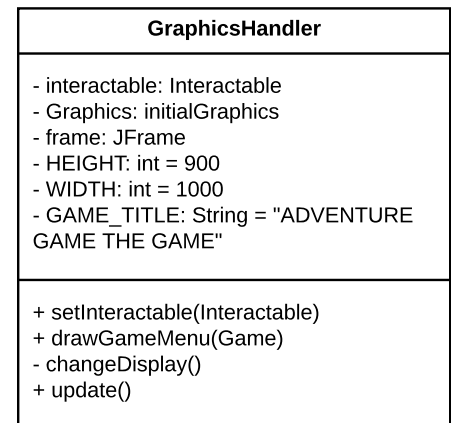 GraphicsHandler
- interactable: Interactable
- Graphics: initialGraphics
- frame: JFrame
- HEIGHT: int = 900
- WIDTH: int = 1000
- GAME_TITLE: String = "ADVENTURE
GAME THE GAME"
+ setInteractable(Interactable)
+ drawGameMenu(Game)
- changeDisplay()
+ update()